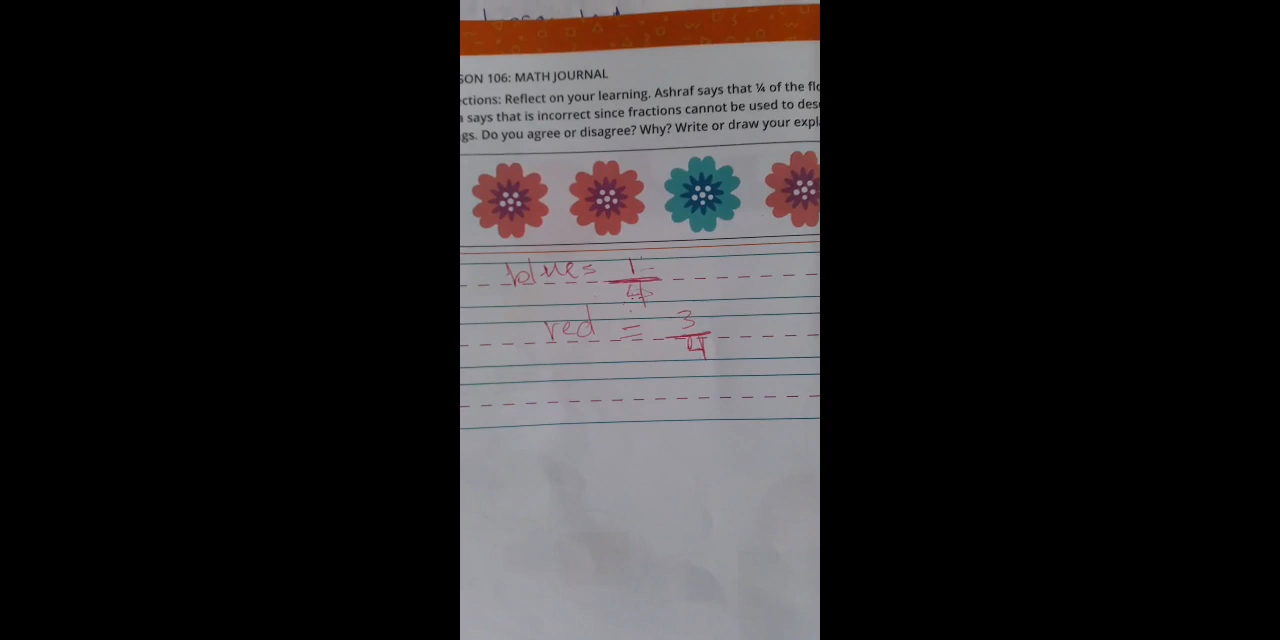 SON 106: MATH JOURNAL
ctions: Reflect on your learning. Ashraf says that ¼ of the flo
says that is incorrect since fractions cannot be used to des
gs. Do you agree or disagree? Why? Write or draw your expl
blue = 1/4
red = 3/4